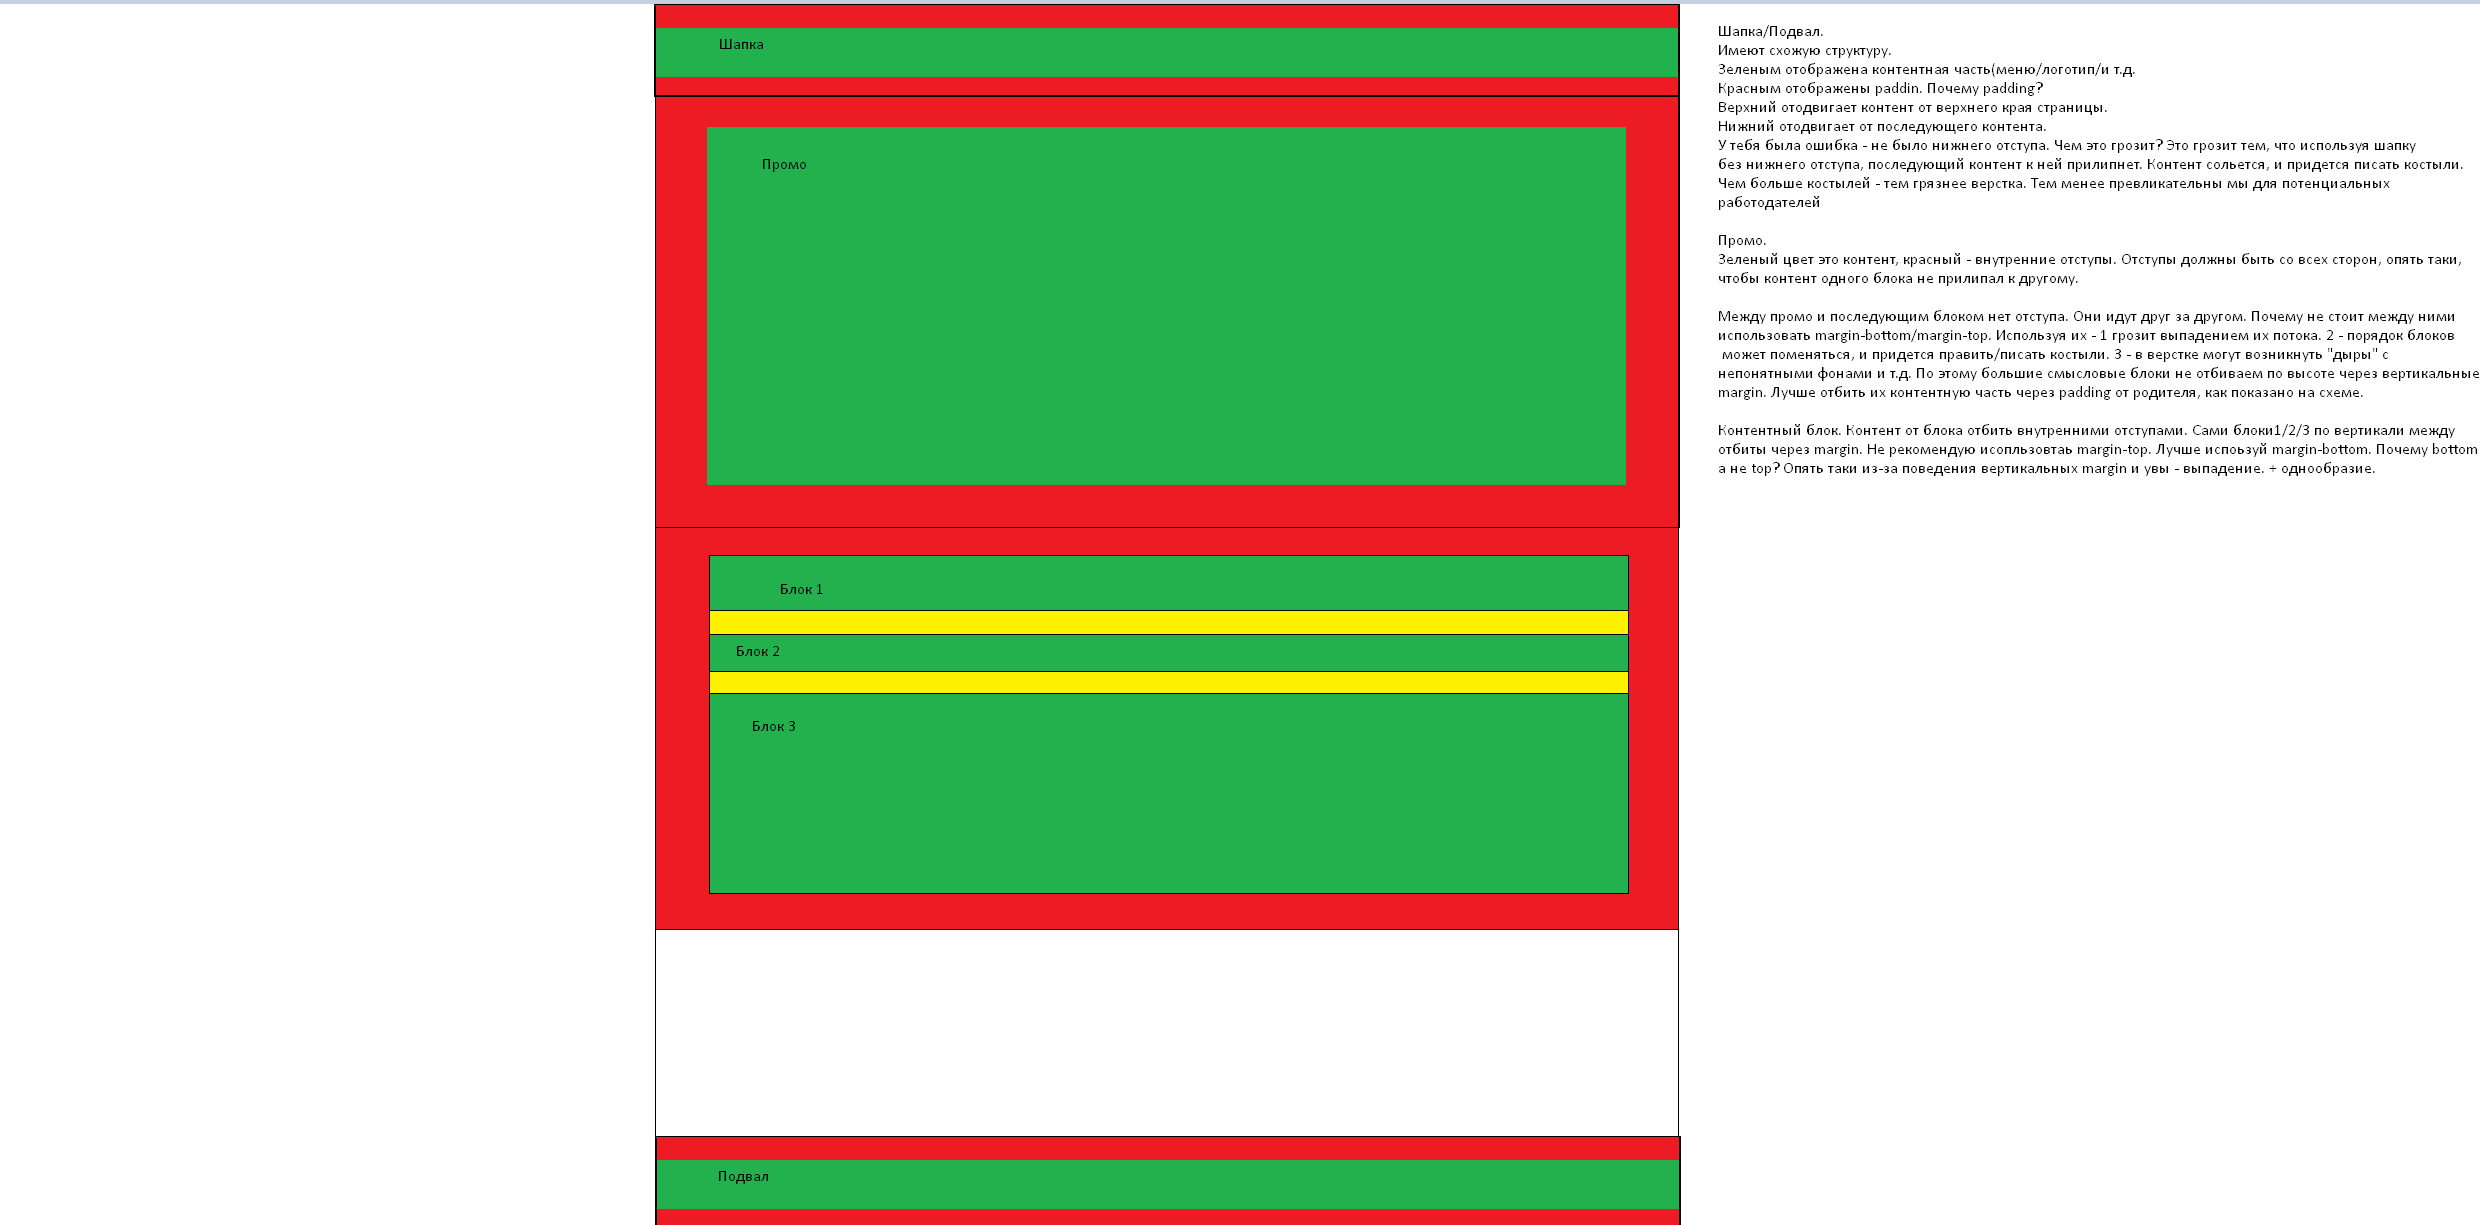 Шапка
Промо
Блок 1
Блок 2
Блок 3
Подвал
Шапка/Подвал.
Имеют схожую структуру.
Зеленым отображена контентная часть(меню/логотип/и т.д.
Красным отображены paddin. Почему padding?
Верхний отодвигает контент от верхнего края страницы.
Нижний отодвигает от последующего контента.
У тебя была ошибка - не было нижнего отступа. Чем это грозит? Это грозит тем, что используя шапку
без нижнего отступа, последующий контент к ней прилипнет. Контент сольется, и придется писать костыли.
Чем больше костылей - тем грязнее верстка. Тем менее превликательны мы для потенциальных
работодателей
Промо.
Зеленый цвет это контент, красный - внутренние отступы. Отступы должны быть со всех сторон, опять таки,
чтобы контент одного блока не прилипал к другому.
Между промо и последующим блоком нет отступа. Они идут друг за другом. Почему не стоит между ними
использовать margin-bottom/margin-top. Используя их - 1 грозит выпадением их потока. 2 - порядок блоков
может поменяться, и придется править/писать костыли. 3 - в верстке могут возникнуть "дыры" с
непонятными фонами и т.д. По этому большие смысловые блоки не отбиваем по высоте через вертикальные
margin. Лучше отбить их контентную часть через padding от родителя, как показано на схеме.
Контентный блок. Контент от блока отбить внутренними отступами. Сами блоки1/2/3 по вертикали между
отбиты через margin. Не рекомендую исопльзовтаь margin-top. Лучше испоьзуй margin-bottom. Почему bottom
а не top? Опять таки из-за поведения вертикальных margin и увы - выпадение. + однообразие.